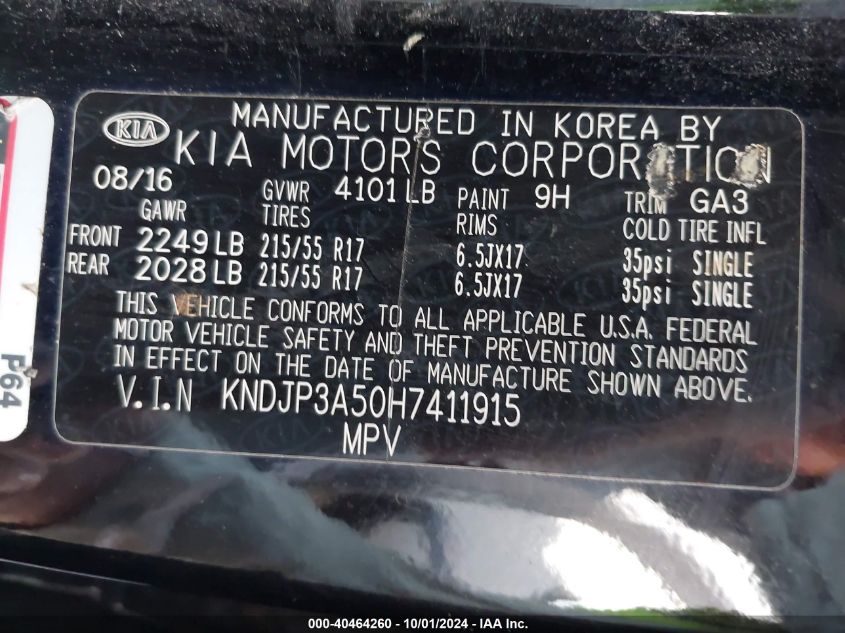 MANUFACTURED IN KOREA BY
KIA KIA MOTORS CORPORATION
08/16 GVWR 4101 LB PAINT 9H TRIM GA3
GAWR TIRES RIMS COLD TIRE INFL
FRONT 2249 LB 215/55 R17 6.5JX17 35psi SINGLE
REAR 2028 LB 215/55 R17 6.5JX17 35psi SINGLE
THIS VEHICLE CONFORMS TO ALL APPLICABLE U.S.A. FEDERAL
MOTOR VEHICLE SAFETY AND THEFT PREVENTION STANDARDS
IN EFFECT ON THE DATE OF MANUFACTURE SHOWN ABOVE.
V.I.N KNDJP3A50H7411915
MPV
P64
000-40464260 - 10/01/2024 - IAA Inc.